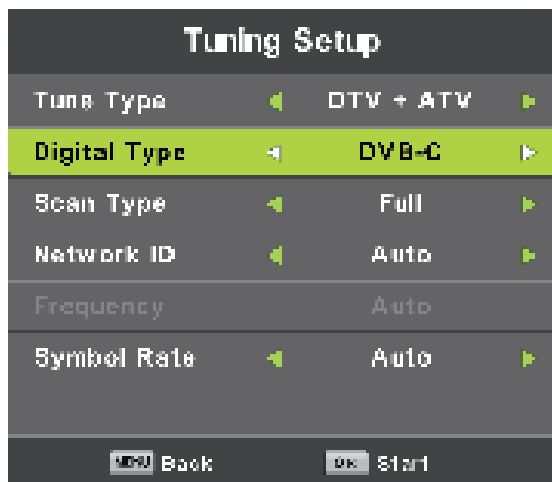 Tuning Setup
Tune Type DTV + ATV
Digital Type DVB-C
Scan Type Full
Network ID Auto
Frequency Auto
Symbol Rate Auto
MENU Back OK Start